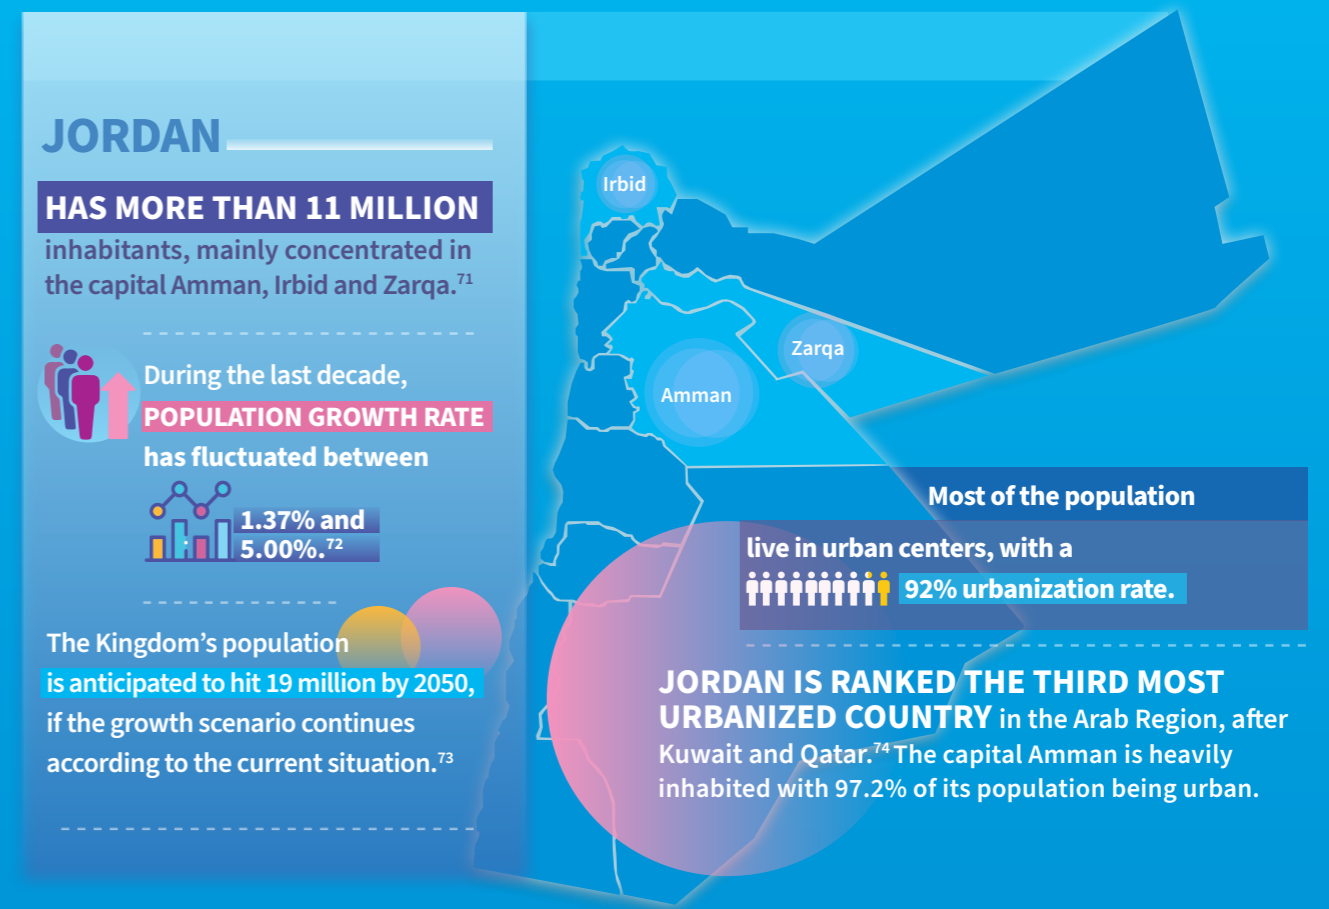 JORDAN
HAS MORE THAN 11 MILLION
inhabitants, mainly concentrated in
the capital Amman, Irbid and Zarqa.71
During the last decade,
POPULATION GROWTH RATE
has fluctuated between
1.37% and
5.00%.72
The Kingdom’s population
is anticipated to hit 19 million by 2050,
if the growth scenario continues
according to the current situation.73
Irbid
Zarqa
Amman
Most of the population
live in urban centers, with a
92% urbanization rate.
JORDAN IS RANKED THE THIRD MOST
URBANIZED COUNTRY in the Arab Region, after
Kuwait and Qatar.74 The capital Amman is heavily
inhabited with 97.2% of its population being urban.